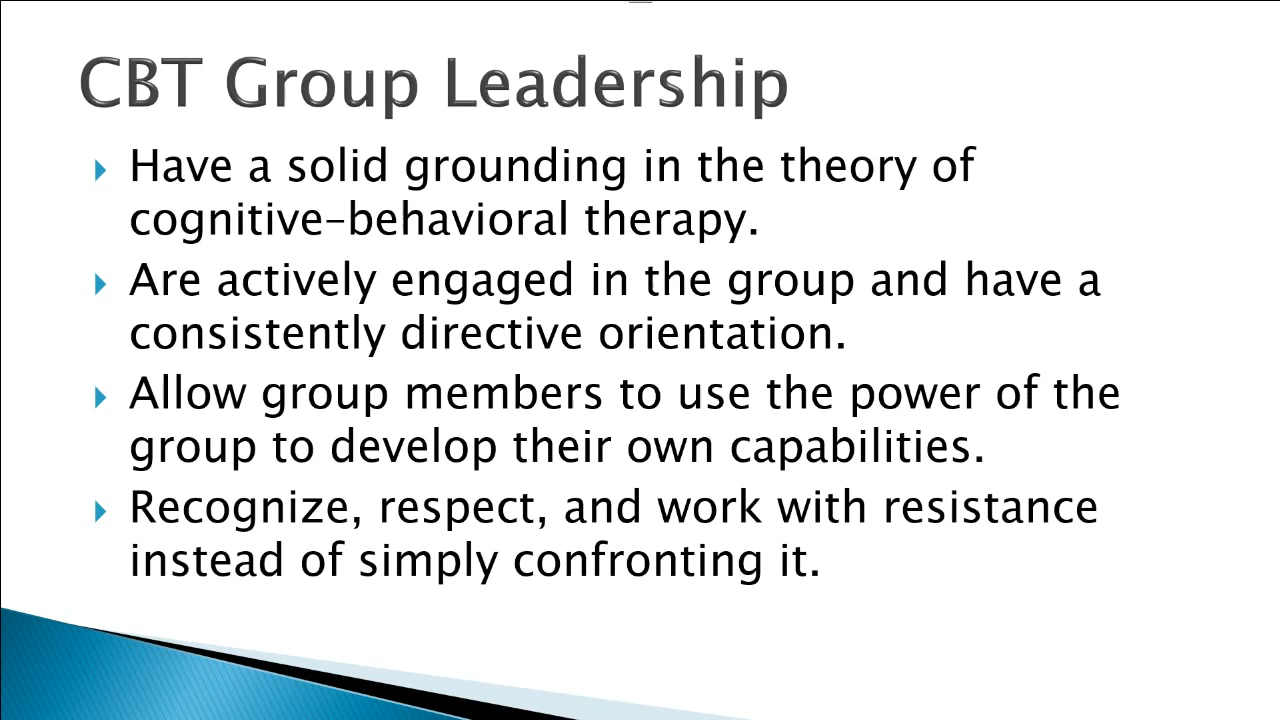 CBT Group Leadership
Have a solid grounding in the theory of
cognitive-behavioral therapy.
Are actively engaged in the group and have a
consistently directive orientation.
Allow group members to use the power of the
group to develop their own capabilities.
Recognize, respect, and work with resistance
instead of simply confronting it.